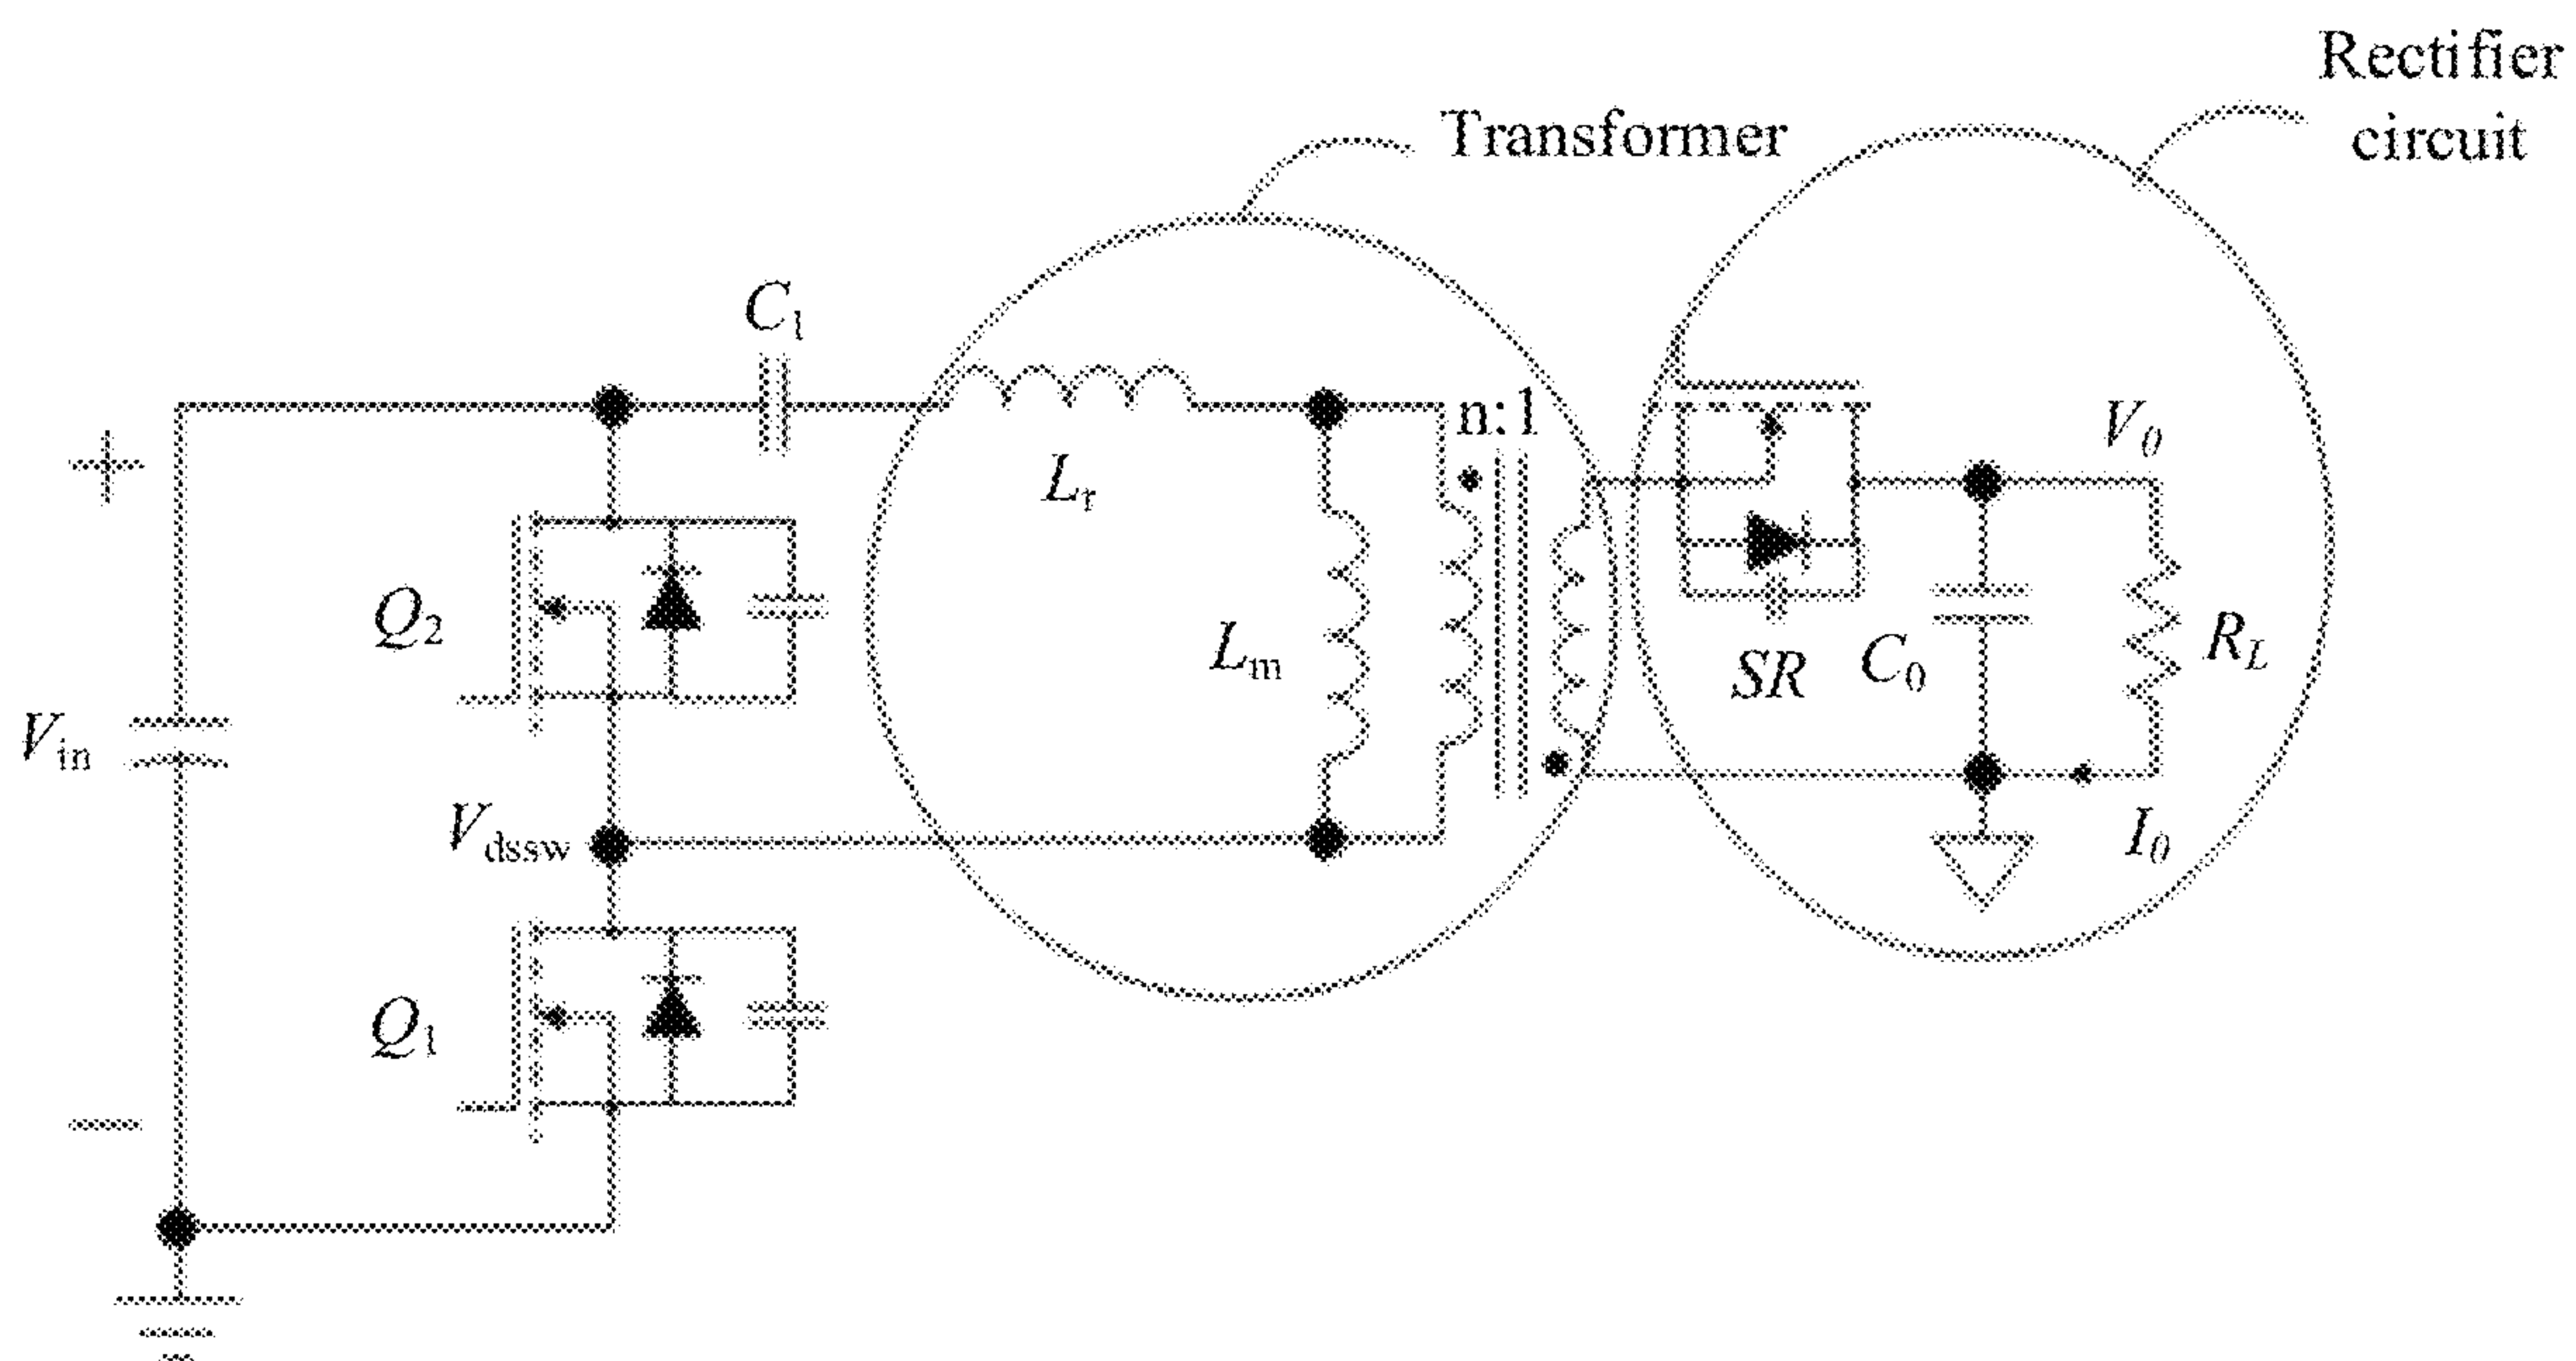 Rectifier
circuit
Transformer
C1
n:1
V0
Lr
Q2
Lm
SR
C0
RL
Vin
Vdssw
I0
Q1
+
−